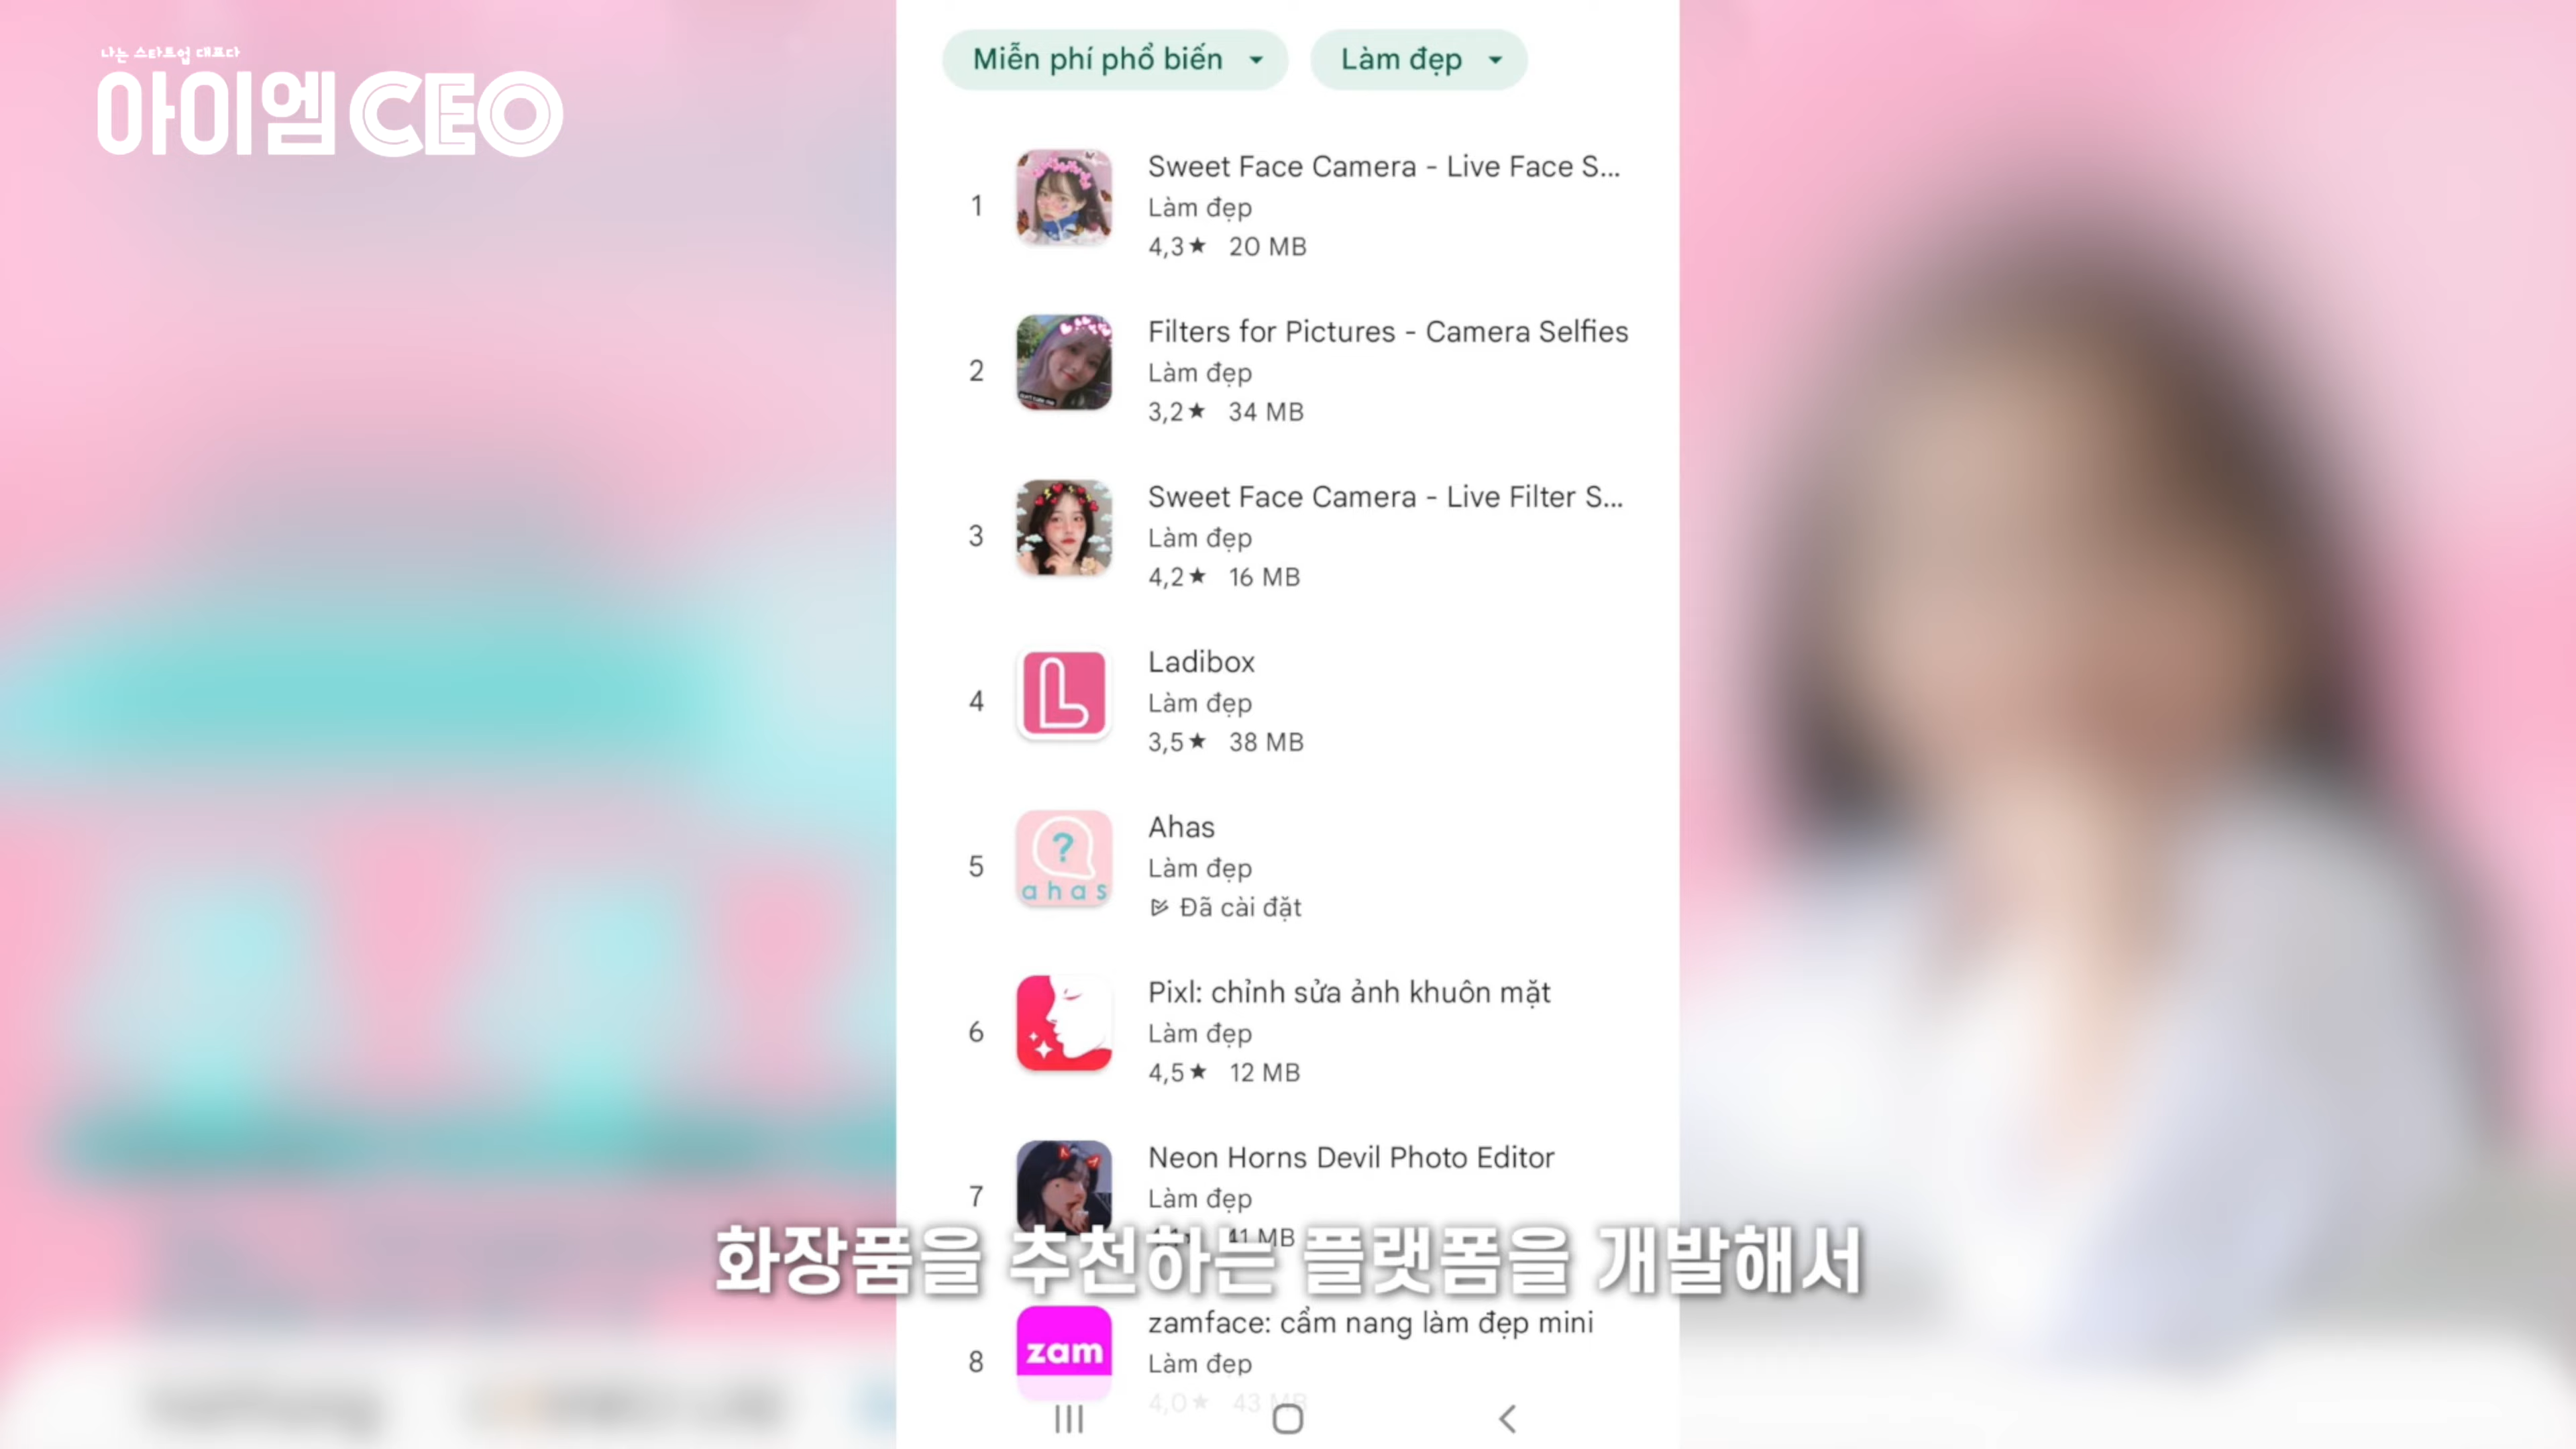 나는 스타트업 대표다
아이엠 CEO
Miễn phí phổ biến
Làm đẹp
1
Sweet Face Camera - Live Face S...
Làm đẹp
4,3★ 20 MB
2
Filters for Pictures - Camera Selfies
Làm đẹp
3,2★ 34 MB
3
Sweet Face Camera - Live Filter S...
Làm đẹp
4,2★ 16 MB
4
Ladibox
Làm đẹp
3,5★ 38 MB
5
ahas
Ahas
Làm đẹp
Đã cài đặt
6
Pixl: chỉnh sửa ảnh khuôn mặt
Làm đẹp
4,5★ 12 MB
7
Neon Horns Devil Photo Editor
Làm đẹp
41 MB
화장품을 추천하는 플랫폼을 개발해서
8
zam
zamface: cẩm nang làm đẹp mini
Làm đẹp
4,0★ 43 MB